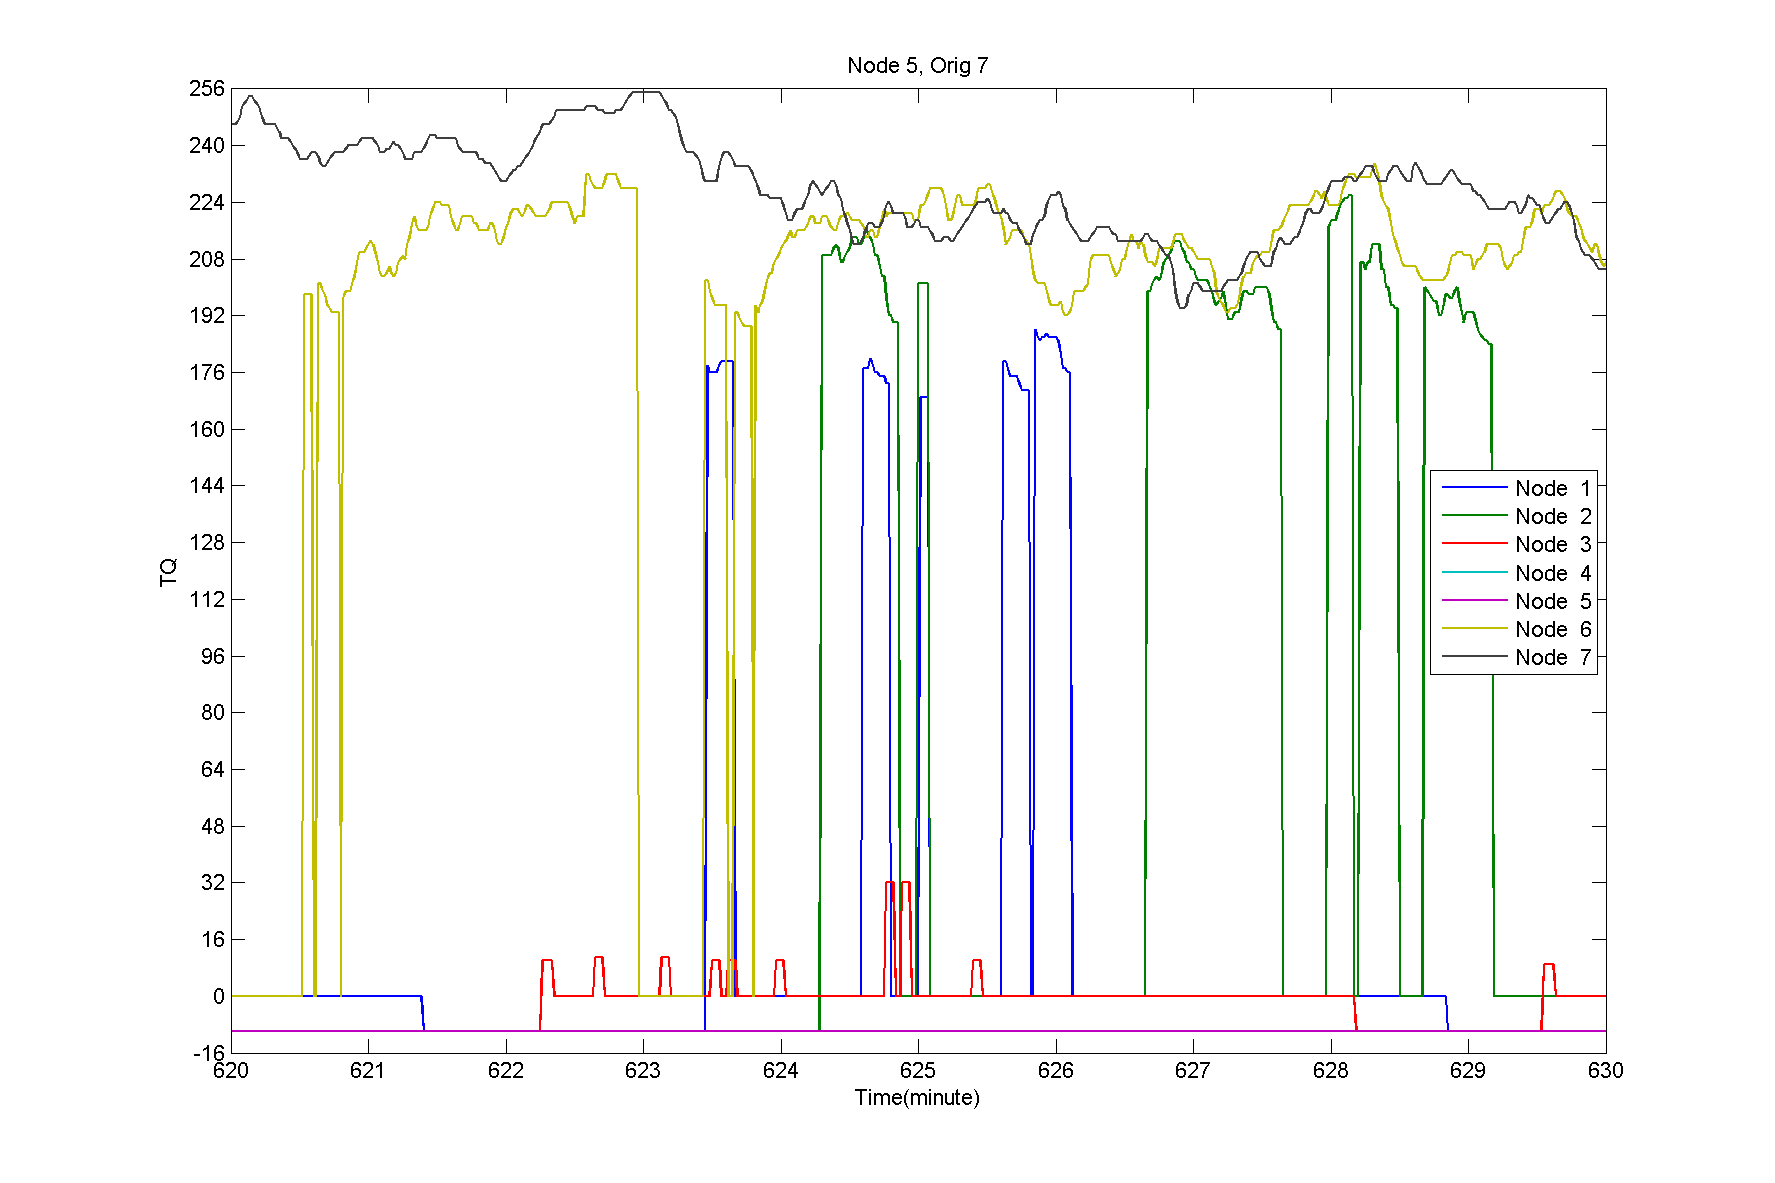 Node 5, Orig 7
256
240
224
208
192
176
160
144
128
112
96
80
64
48
32
16
0
-16
TQ
620 621 622 623 624 625 626 627 628 629 630
Time(minute)
Node 1
Node 2
Node 3
Node 4
Node 5
Node 6
Node 7